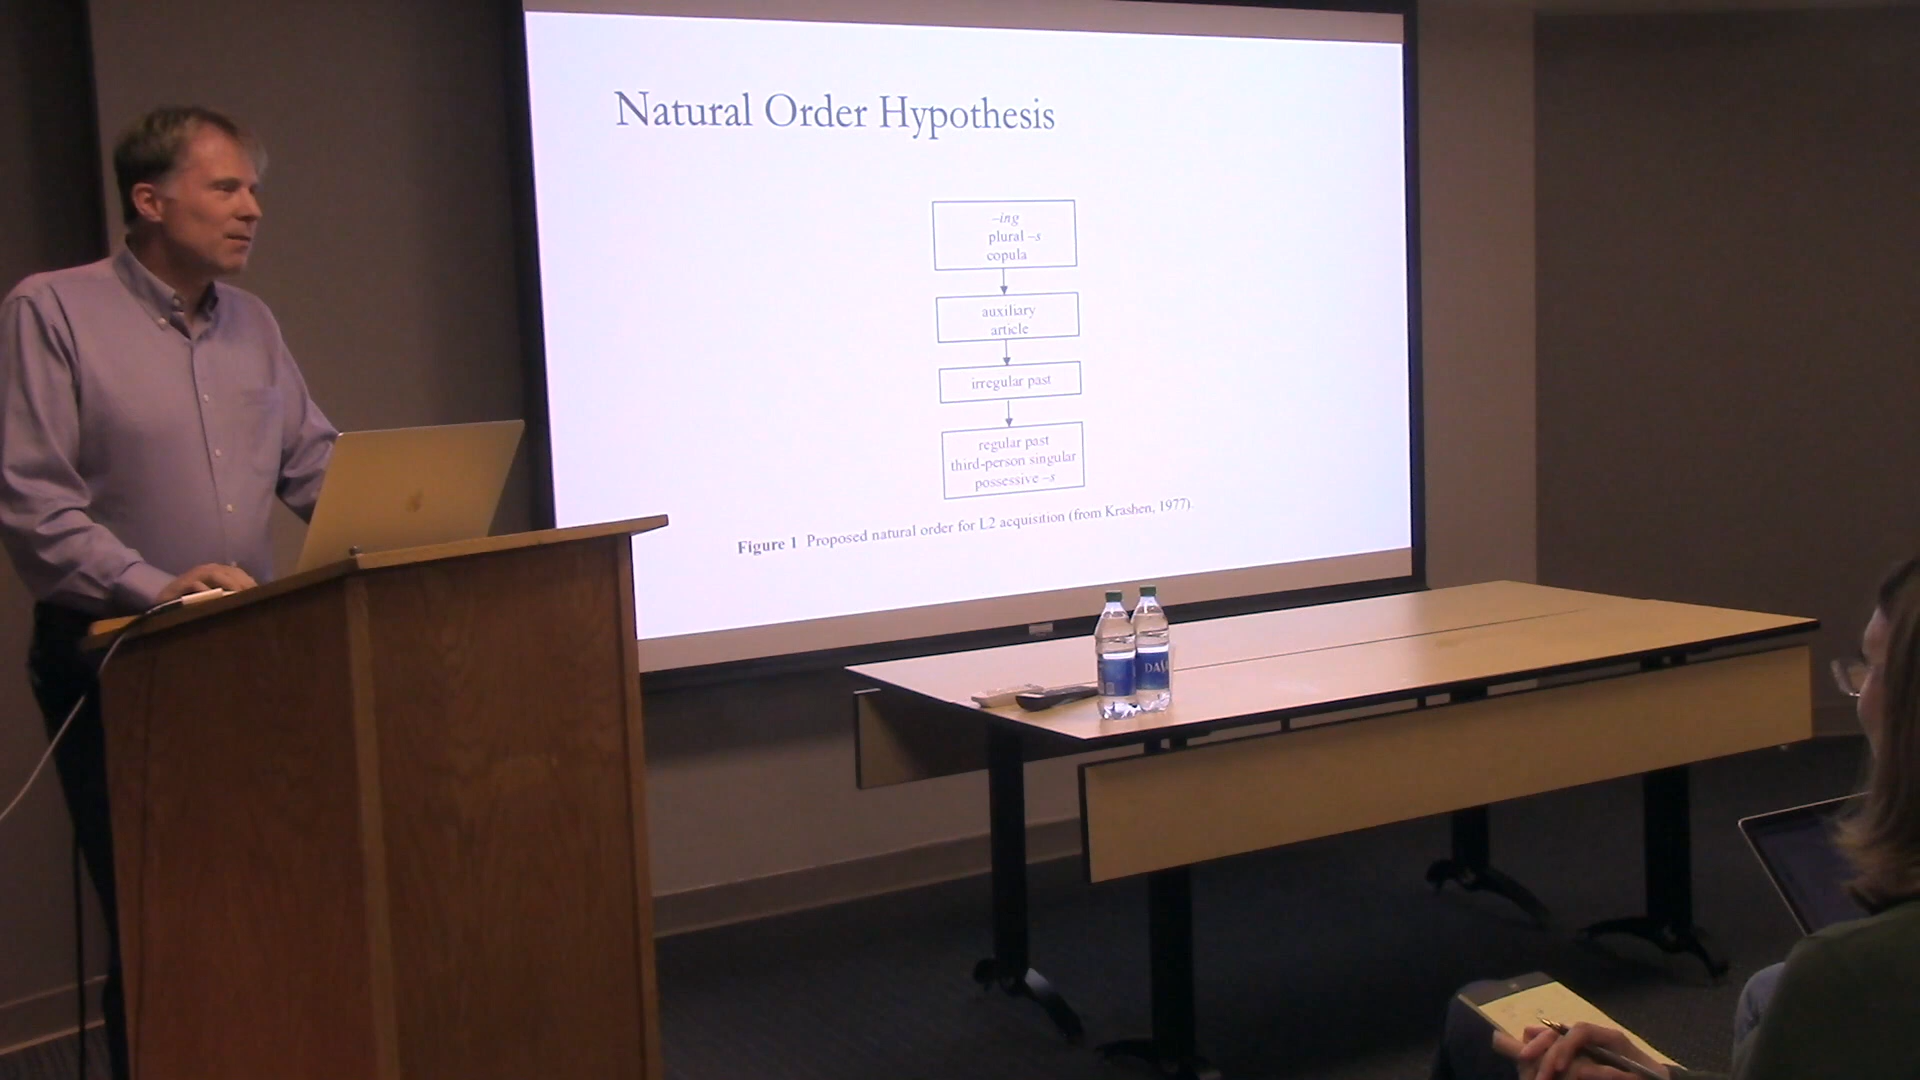 Natural Order Hypothesis
–ing
plural –s
copula
auxiliary
article
irregular past
regular past
third-person singular
possessive –s
Figure 1 Proposed natural order for L2 acquisition (from Krashen, 1977).